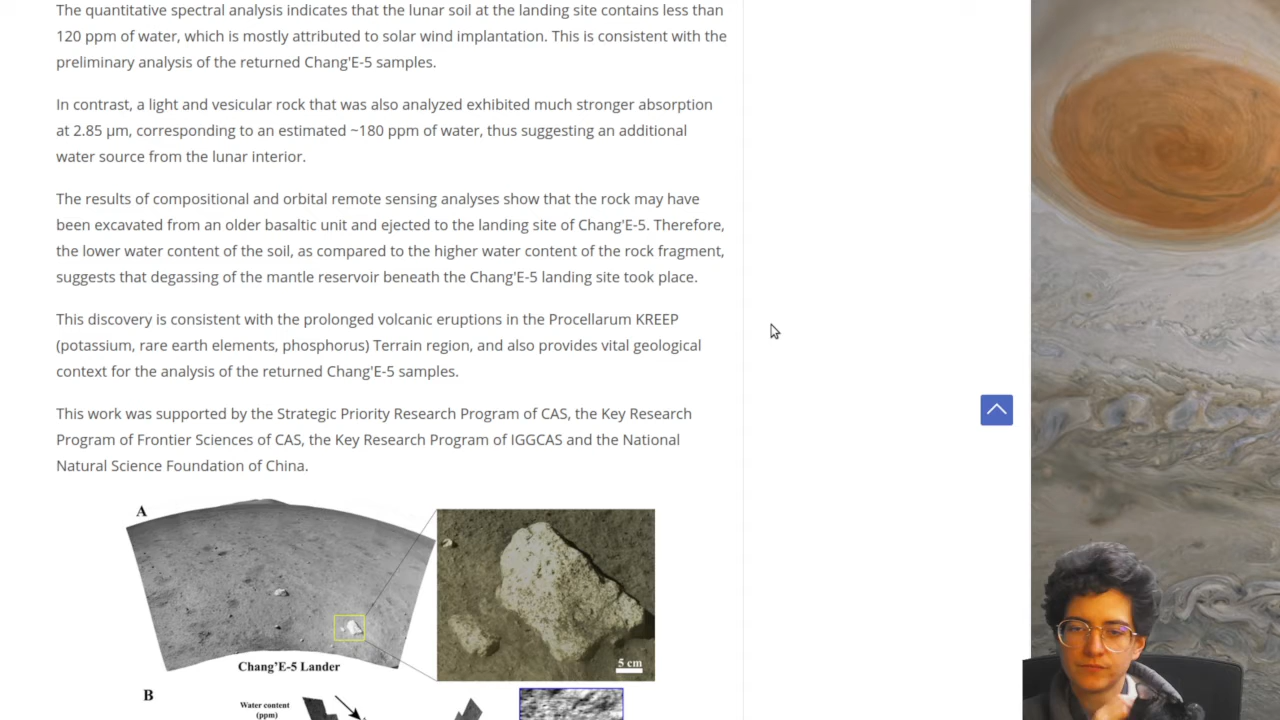 The quantitative spectral analysis indicates that the lunar soil at the landing site contains less than
120 ppm of water, which is mostly attributed to solar wind implantation. This is consistent with the
preliminary analysis of the returned Chang'E-5 samples.
In contrast, a light and vesicular rock that was also analyzed exhibited much stronger absorption
at 2.85 μm, corresponding to an estimated ~180 ppm of water, thus suggesting an additional
water source from the lunar interior.
The results of compositional and orbital remote sensing analyses show that the rock may have
been excavated from an older basaltic unit and ejected to the landing site of Chang'E-5. Therefore,
the lower water content of the soil, as compared to the higher water content of the rock fragment,
suggests that degassing of the mantle reservoir beneath the Chang'E-5 landing site took place.
This discovery is consistent with the prolonged volcanic eruptions in the Procellarum KREEP
(potassium, rare earth elements, phosphorus) Terrain region, and also provides vital geological
context for the analysis of the returned Chang'E-5 samples.
This work was supported by the Strategic Priority Research Program of CAS, the Key Research
Program of Frontier Sciences of CAS, the Key Research Program of IGGCAS and the National
Natural Science Foundation of China.
A
5 cm
Chang'E-5 Lander
B
Water content
(ppm)